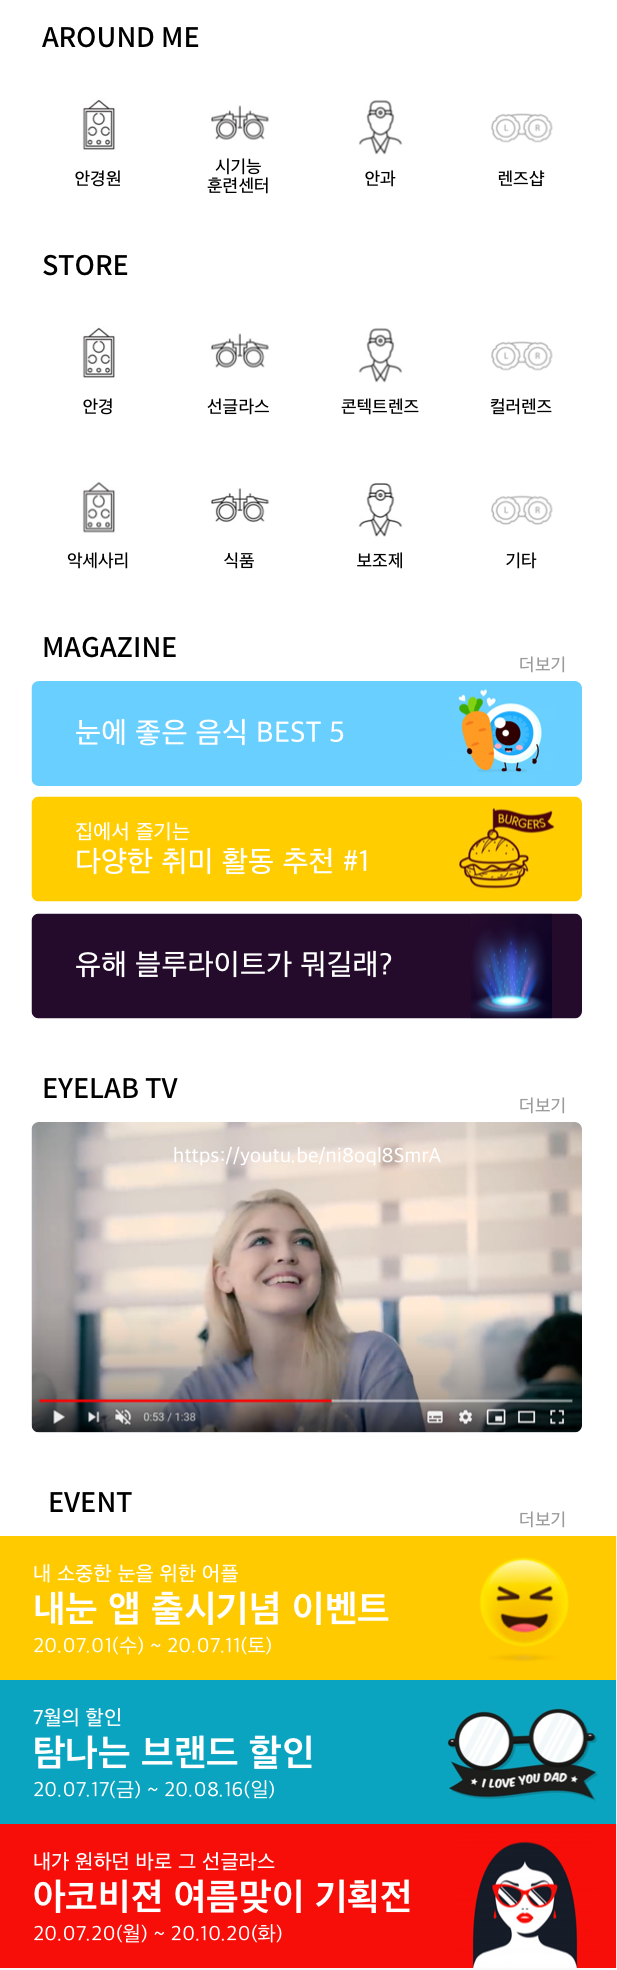 AROUND ME
안경원
시기능
훈련센터
안과
L R
렌즈샵
STORE
안경
선글라스
콘텍트렌즈
L R
컬러렌즈
악세사리
식품
보조제
L R
기타
MAGAZINE
더보기
눈에 좋은 음식 BEST 5
집에서 즐기는
다양한 취미 활동 추천 #1
BURGERS
유해 블루라이트가 뭐길래?
EYELAB TV
더보기
https://youtu.be/ni8oql8SmrA
0:53 / 1:38
EVENT
더보기
내 소중한 눈을 위한 어플
내눈 앱 출시기념 이벤트
20.07.01(수) ~ 20.07.11(토)
7월의 할인
탐나는 브랜드 할인
20.07.17(금) ~ 20.08.16(일)
I LOVE YOU DAD
내가 원하던 바로 그 선글라스
아코비젼 여름맞이 기획전
20.07.20(월) ~ 20.10.20(화)